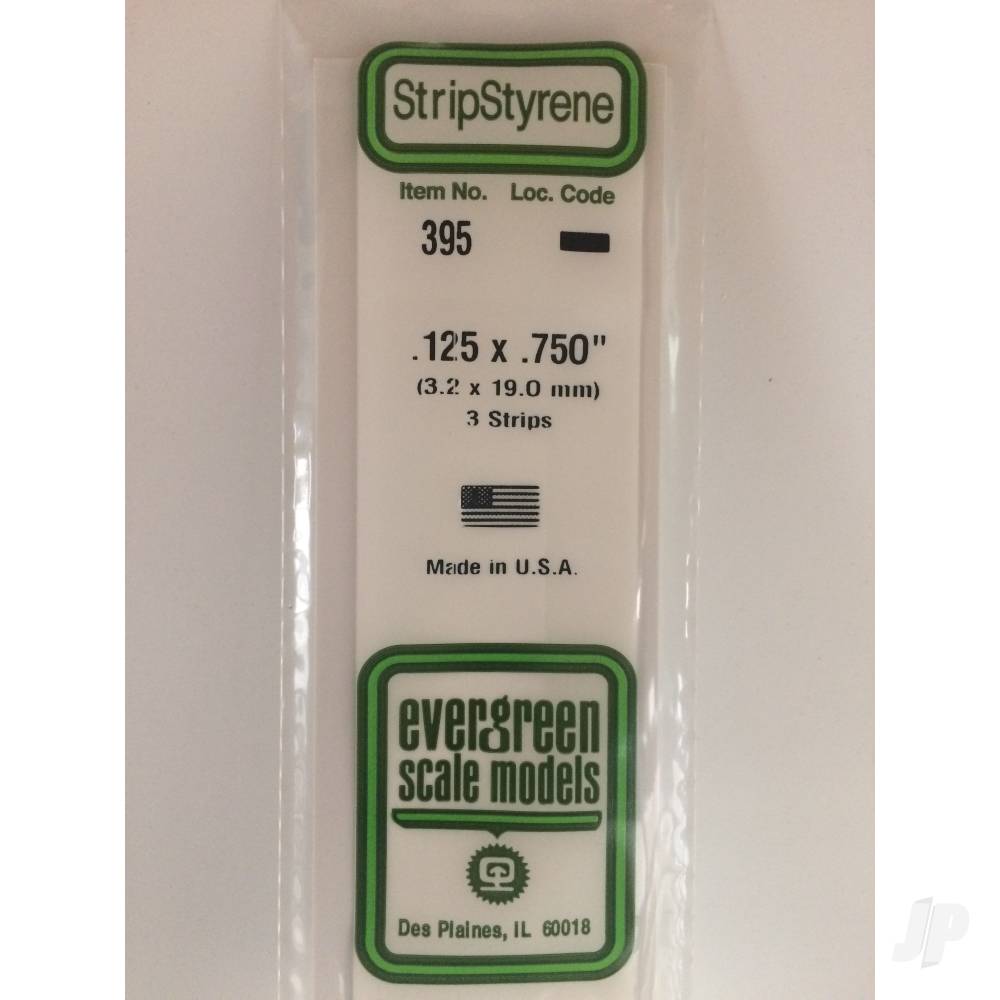 StripStyrene
Item No. Loc. Code
395
.125 x .750"
(3.2 x 19.0 mm)
3 Strips
Made in U.S.A.
evergreen
scale models
Des Plaines, IL 60018
JP